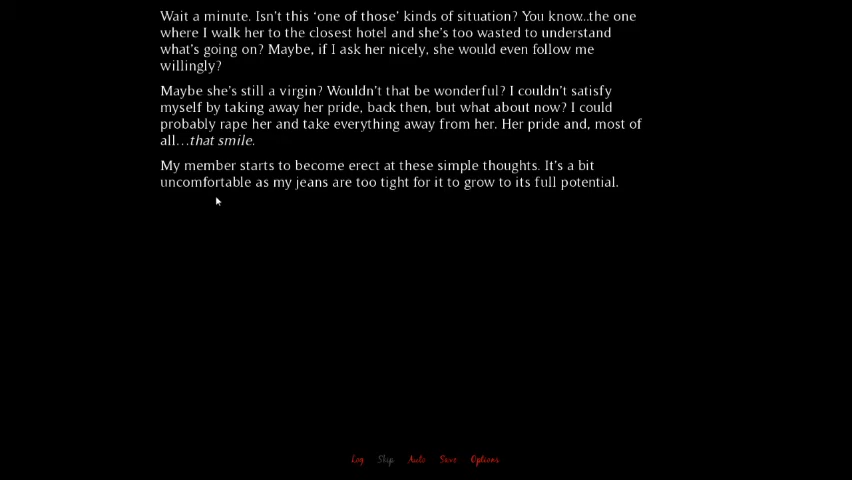 Wait a minute. Isn't this ‘one of those’ kinds of situation? You know...the one
where I walk her to the closest hotel and she's too wasted to understand
what's going on? Maybe, if I ask her nicely, she would even follow me
willingly?
Maybe she's still a virgin? Wouldn't that be wonderful? I couldn't satisfy
myself by taking away her pride, back then, but what about now? I could
probably rape her and take everything away from her. Her pride and, most of
all...that smile.
My member starts to become erect at these simple thoughts. It's a bit
uncomfortable as my jeans are too tight for it to grow to its full potential.
Log Skip Auto Save Options